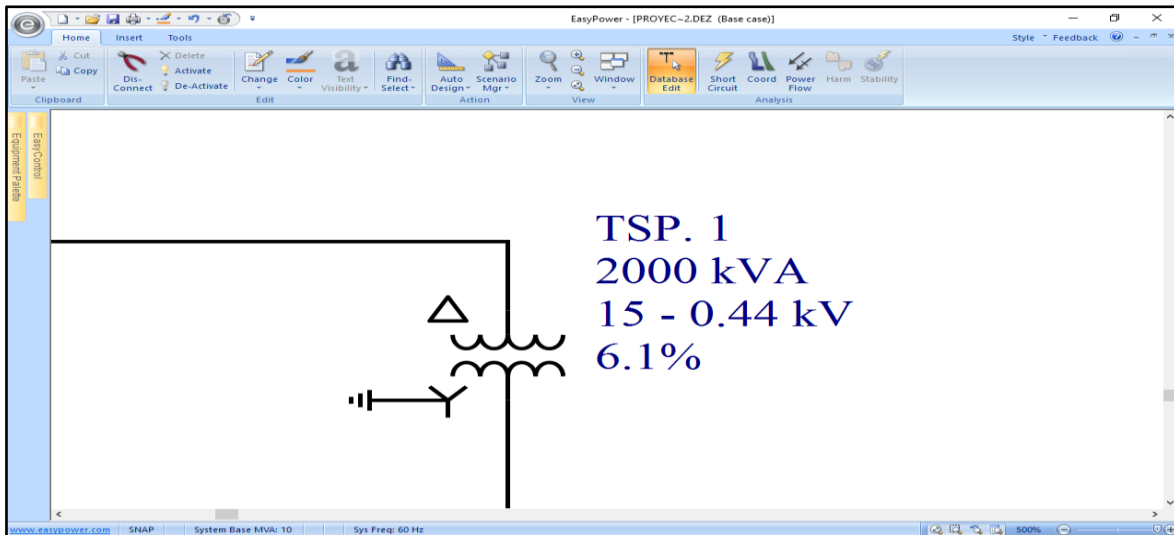 EasyPower - [PROYEC~2.DEZ (Base case)]
Home Insert Tools Style Feedback
Paste Cut Copy
Clipboard
Dis-Connect Delete Activate De-Activate
Change Color Text Visibility
Edit
Find-Select Auto Design Scenario Mgr
Action
Zoom Window
View
Database Edit
Short Circuit Coord Power Flow Harm Stability
Analysis
Equipment Palette
EasyControl
TSP. 1
2000 kVA
15 - 0.44 kV
6.1%
www.easypower.com SNAP System Base MVA: 10 Sys Freq: 60 Hz 500%